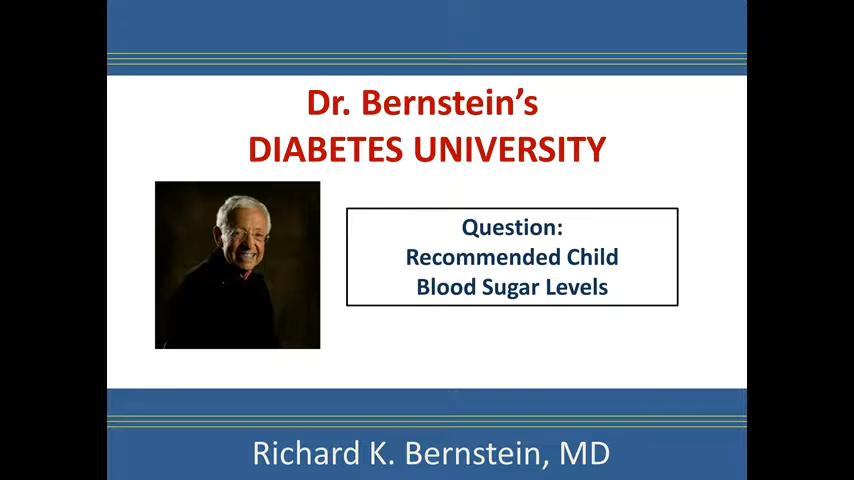 Dr. Bernstein’s
DIABETES UNIVERSITY
Question:
Recommended Child
Blood Sugar Levels
Richard K. Bernstein, MD